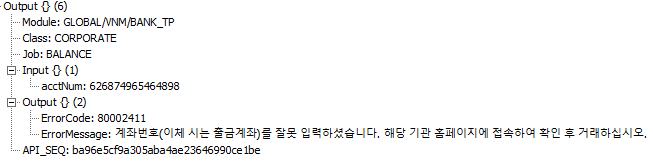 Output {} (6)
Module: GLOBAL/VNM/BANK_TP
Class: CORPORATE
Job: BALANCE
Input {} (1)
acctNum: 626874965464898
Output {} (2)
ErrorCode: 80002411
ErrorMessage: 계좌번호(이체 시는 출금계좌)를 잘못 입력하셨습니다. 해당 기관 홈페이지에 접속하여 확인 후 거래하십시오.
API_SEQ: ba96e5cf9a305aba4ae23646990ce1be